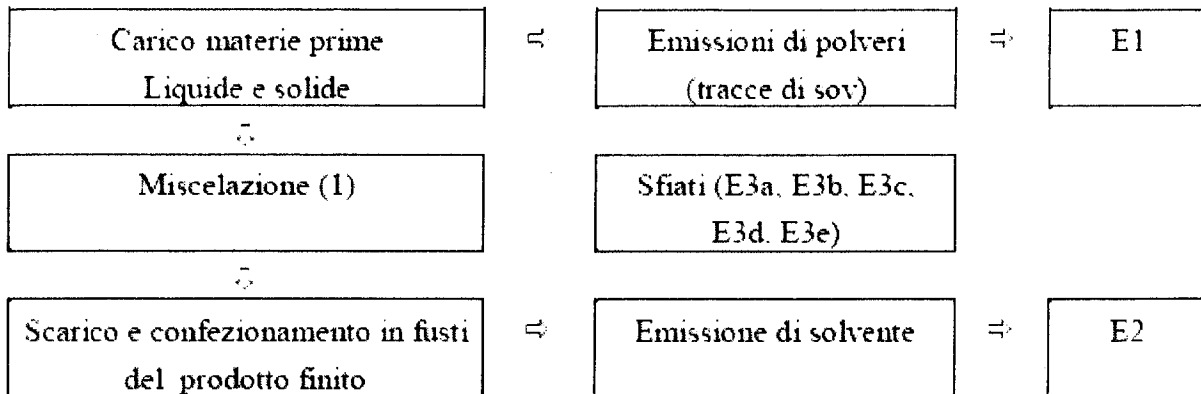 Carico materie prime
Liquide e solide
Emissioni di polveri
(tracce di sov)
E1
Miscelazione (1)
Sfiati (E3a, E3b, E3c,
E3d, E3e)
Scarico e confezionamento in fusti
del prodotto finito
Emissione di solvente
E2